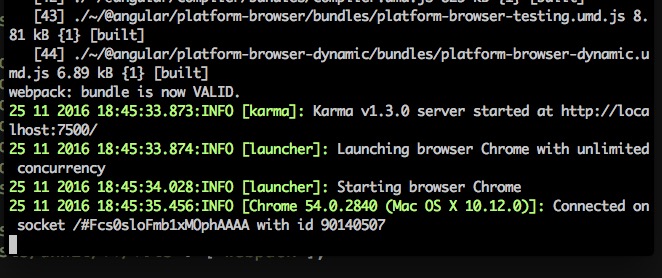 [43] ./~/@angular/platform-browser/bundles/platform-browser-testing.umd.js 8.
81 kB {1} [built]
[44] ./~/@angular/platform-browser-dynamic/bundles/platform-browser-dynamic.u
md.js 6.89 kB {1} [built]
webpack: bundle is now VALID.
25 11 2016 18:45:33.873:INFO [karma]: Karma v1.3.0 server started at http://loca
lhost:7500/
25 11 2016 18:45:33.874:INFO [launcher]: Launching browser Chrome with unlimited
concurrency
25 11 2016 18:45:34.028:INFO [launcher]: Starting browser Chrome
25 11 2016 18:45:35.456:INFO [Chrome 54.0.2840 (Mac OS X 10.12.0)]: Connected on
socket /#Fcs0sloFmb1xMOphAAAA with id 90140507